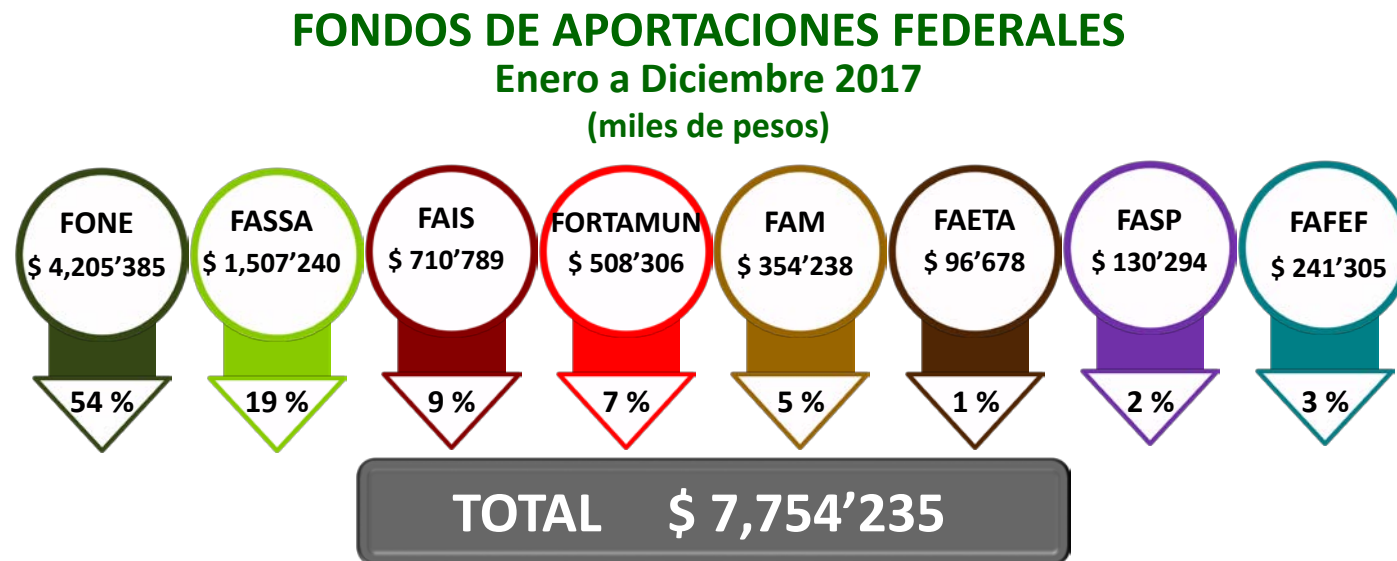 FONDOS DE APORTACIONES FEDERALES
Enero a Diciembre 2017
(miles de pesos)
FONE
$ 4,205’385
54 %
FASSA
$ 1,507’240
19 %
FAIS
$ 710’789
9 %
FORTAMUN
$ 508’306
7 %
FAM
$ 354’238
5 %
FAETA
$ 96’678
1 %
FASP
$ 130’294
2 %
FAFEF
$ 241’305
3 %
TOTAL $ 7,754’235